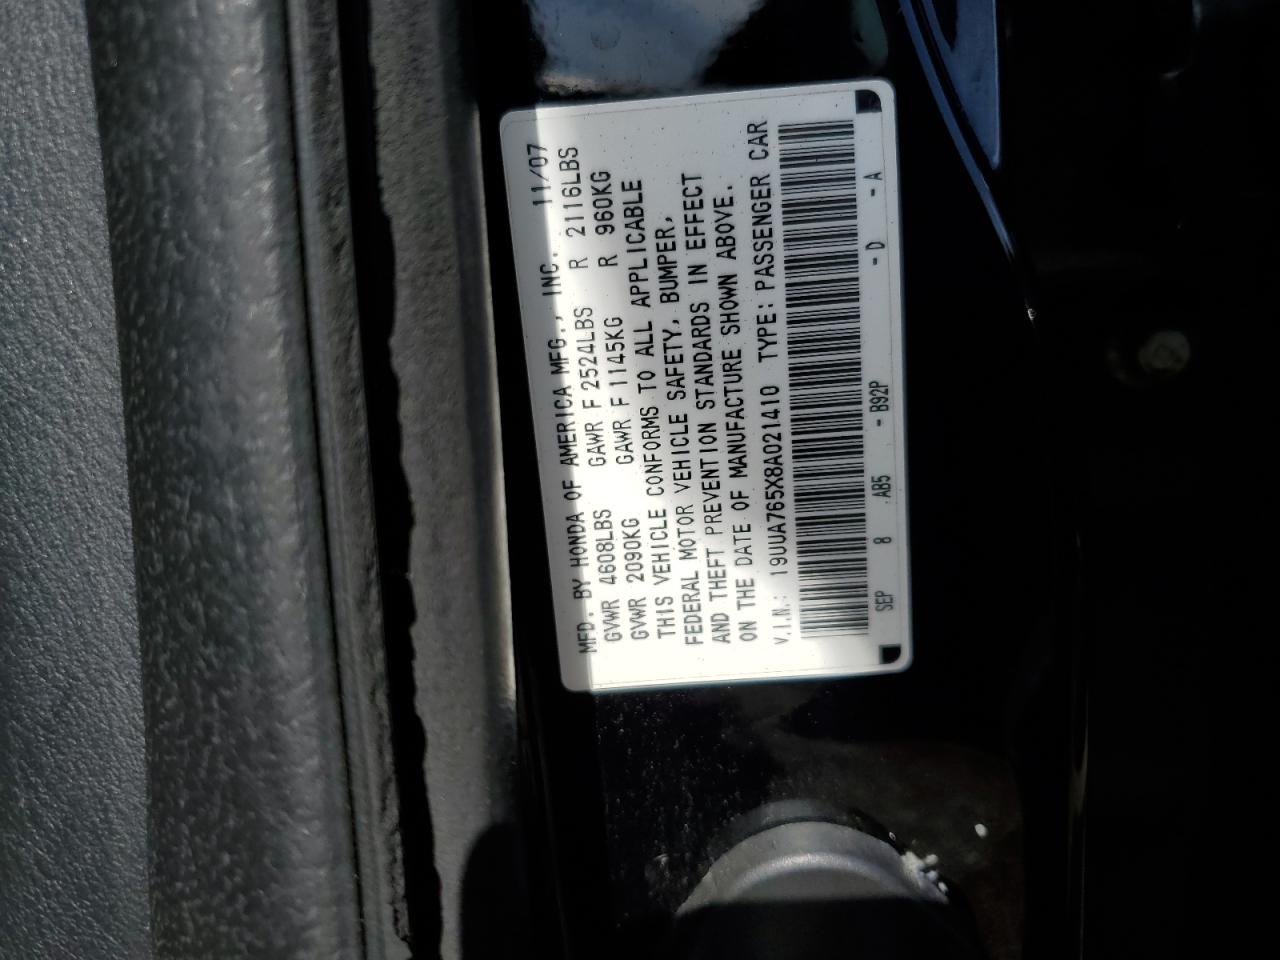 MFD. BY HONDA OF AMERICA MFG., INC. 11/07
GVWR 4608LBS GAWR F 2524LBS R 2116LBS
GVWR 2090KG GAWR F 1145KG R 960KG
THIS VEHICLE CONFORMS TO ALL APPLICABLE
FEDERAL MOTOR VEHICLE SAFETY, BUMPER,
AND THEFT PREVENTION STANDARDS IN EFFECT
ON THE DATE OF MANUFACTURE SHOWN ABOVE.
V.I.N.: 19UUA765X8A021410 TYPE: PASSENGER CAR
SEP 8 AB5 - B92P - D - A